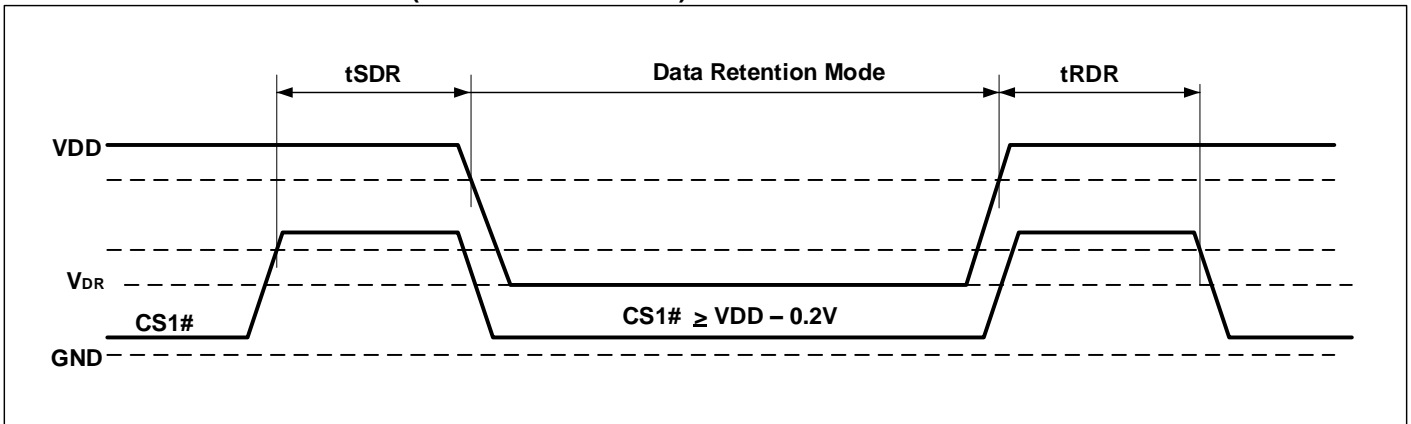 tSDR Data Retention Mode tRDR
VDD
VDR
CS1# CS1# ≥ VDD – 0.2V
GND